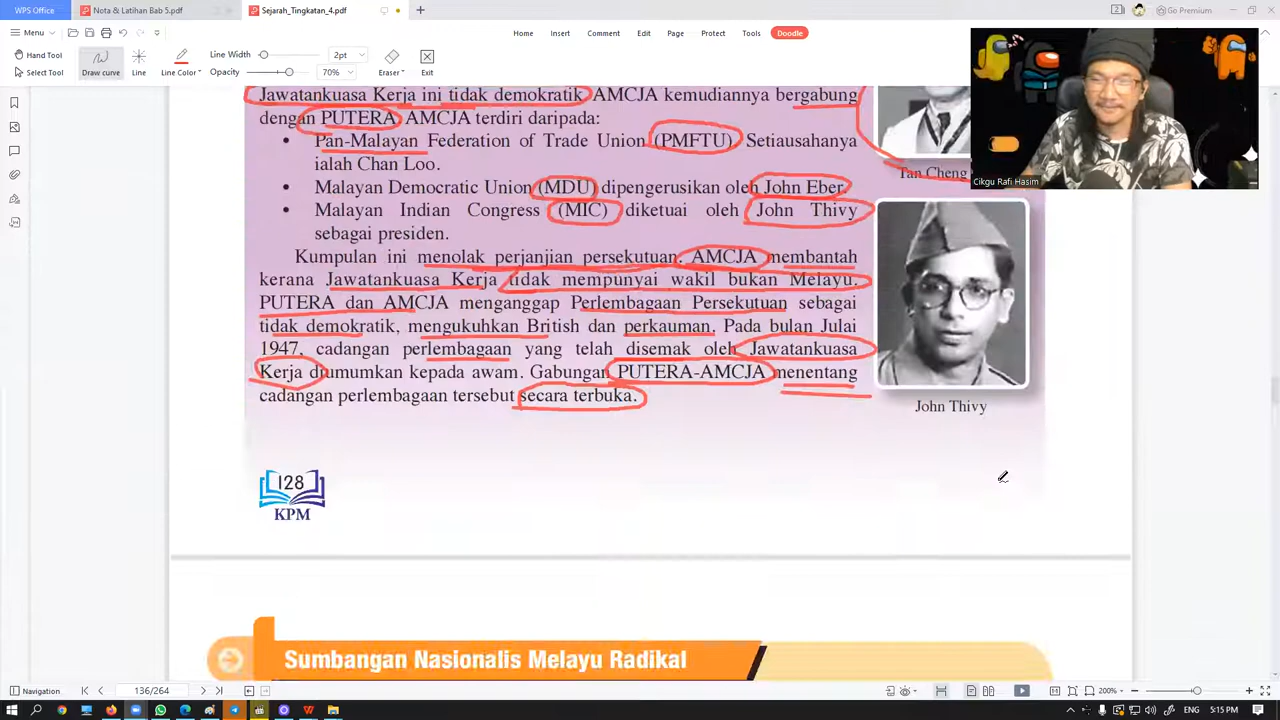 WPS Office
Nota & Latihan Bab 5.pdf
Sejarah_Tingkatan_4.pdf
Go Premium
Menu
Home
Insert
Comment
Edit
Page
Protect
Tools
Doodle
Hand Tool
Select Tool
Draw curve
Line
Line Color
Line Width
2pt
Opacity
70%
Eraser
Exit
Jawatankuasa Kerja ini tidak demokratik AMCJA kemudiannya bergabung
dengan PUTERA. AMCJA terdiri daripada:
• Pan-Malayan Federation of Trade Union (PMFTU). Setiausahanya
ialah Chan Loo.
• Malayan Democratic Union (MDU) dipengerusikan oleh John Eber.
• Malayan Indian Congress (MIC) diketuai oleh John Thivy
sebagai presiden.
Kumpulan ini menolak perjanjian persekutuan. AMCJA membantah
kerana Jawatankuasa Kerja tidak mempunyai wakil bukan Melayu.
PUTERA dan AMCJA menganggap Perlembagaan Persekutuan sebagai
tidak demokratik, mengukuhkan British dan perkauman. Pada bulan Julai
1947, cadangan perlembagaan yang telah disemak oleh Jawatankuasa
Kerja diumumkan kepada awam. Gabungan PUTERA-AMCJA menentang
cadangan perlembagaan tersebut secara terbuka.
Tan Cheng
Cikgu Rafi Hasim
John Thivy
128
KPM
Sumbangan Nasionalis Melayu Radikal
Navigation
136/264
200%
5:15 PM